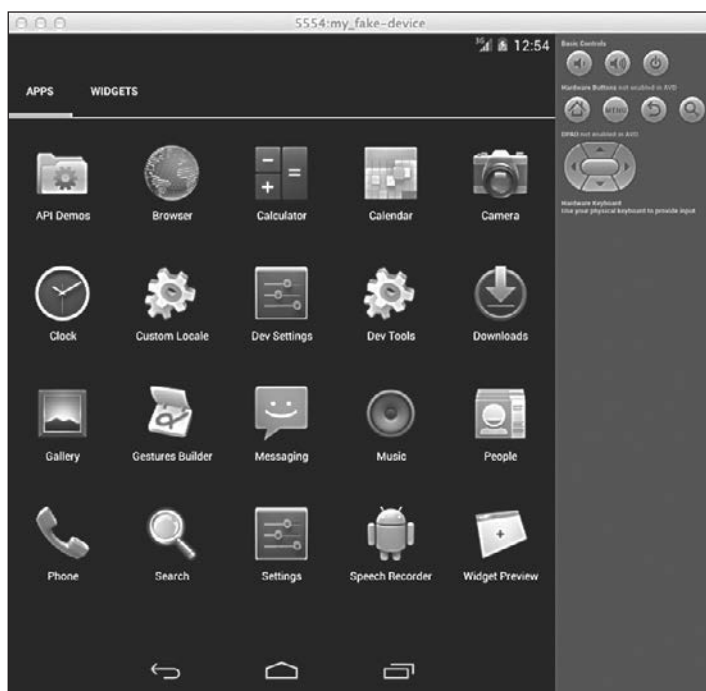 5554:my_fake-device
3G 12:54
Basic Controls
Hardware Buttons not enabled in AVD
MENU
DPAD not enabled in AVD
Hardware Keyboard
Use your physical keyboard to provide input
APPS WIDGETS
API Demos Browser Calculator Calendar Camera
Clock Custom Locale Dev Settings Dev Tools Downloads
Gallery Gestures Builder Messaging Music People
Phone Search Settings Speech Recorder Widget Preview